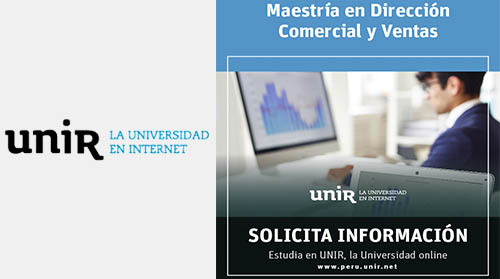 unir LA UNIVERSIDAD
EN INTERNET
Maestría en Dirección
Comercial y Ventas
unir LA UNIVERSIDAD
EN INTERNET
SOLICITA INFORMACIÓN
Estudia en UNIR, la Universidad online
www.peru.unir.net